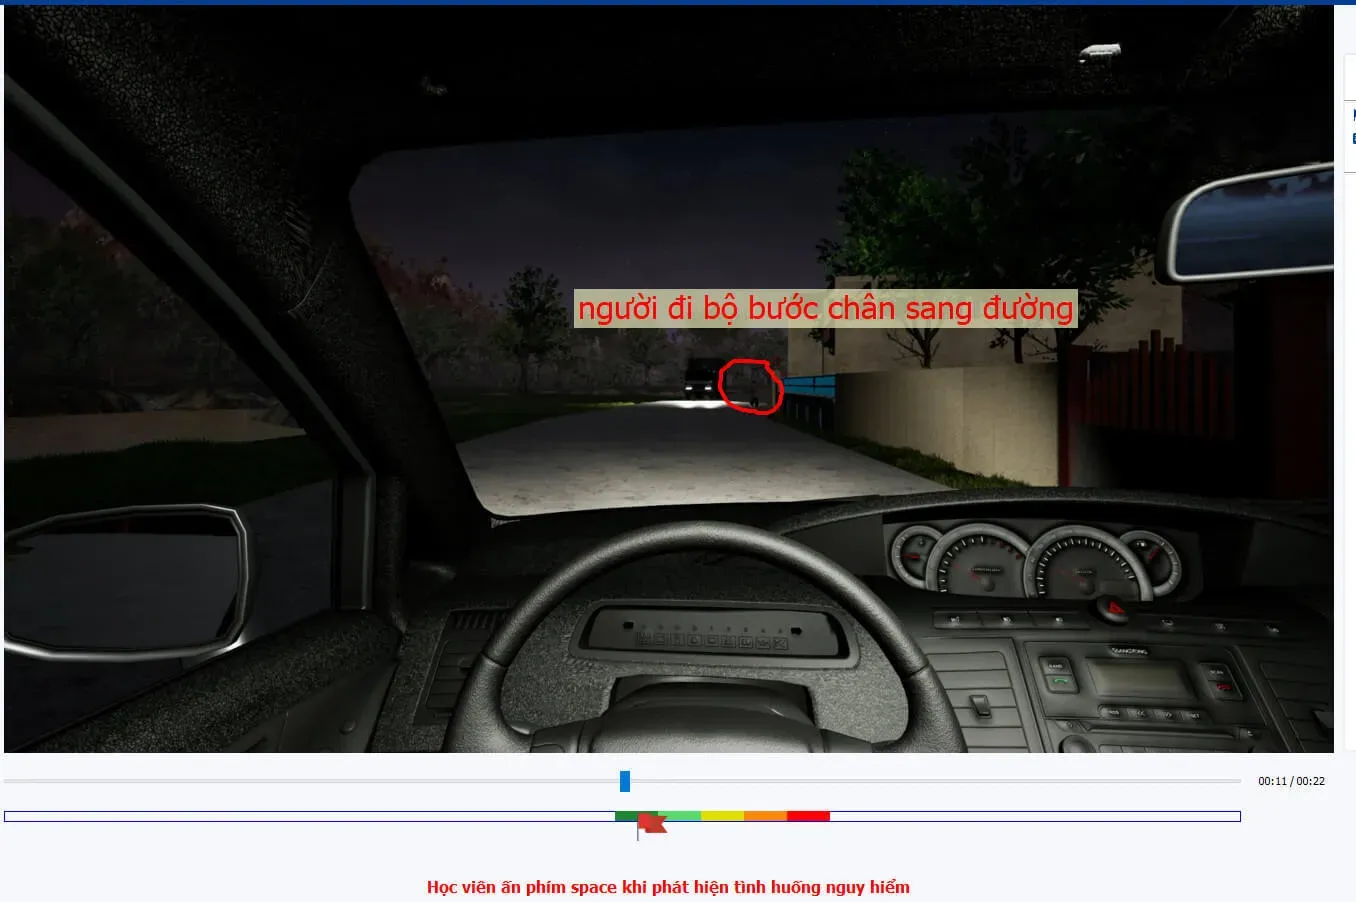 người đi bộ bước chân sang đường
SSANGYONG
00:11 / 00:22
Học viên ấn phím space khi phát hiện tình huống nguy hiểm